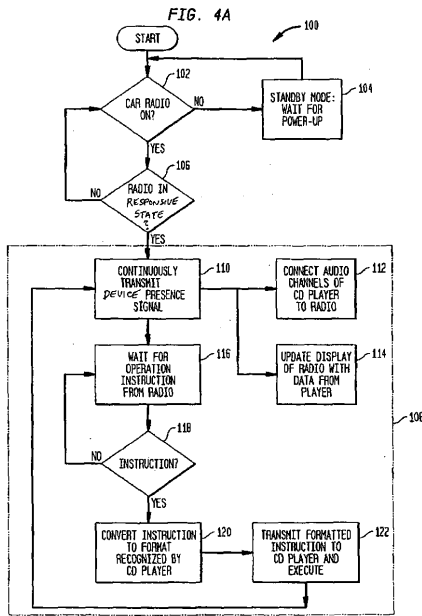 FIG. 4A
START
100
102
CAR RADIO
ON?
NO
104
STANDBY MODE:
WAIT FOR
POWER-UP
YES
106
NO
RADIO IN
RESPONSIVE
STATE
?
YES
110
CONTINUOUSLY
TRANSMIT
DEVICE PRESENCE
SIGNAL
112
CONNECT AUDIO
CHANNELS OF
CD PLAYER
TO RADIO
116
WAIT FOR
OPERATION
INSTRUCTION
FROM RADIO
114
UPDATE DISPLAY
OF RADIO WITH
DATA FROM
PLAYER
108
118
NO
INSTRUCTION?
YES
CONVERT INSTRUCTION
TO FORMAT
RECOGNIZED BY
CD PLAYER
120
TRANSMIT FORMATTED
INSTRUCTION TO
CD PLAYER AND
EXECUTE
122